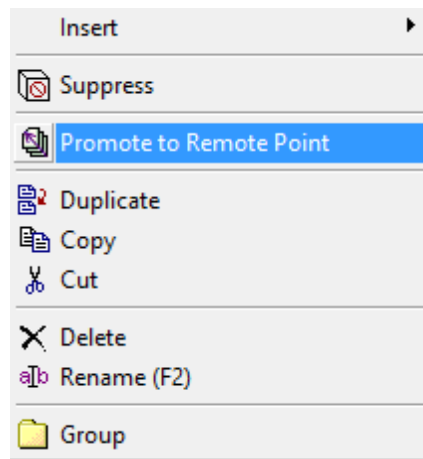 Insert
Suppress
Promote to Remote Point
Duplicate
Copy
Cut
Delete
Rename (F2)
Group